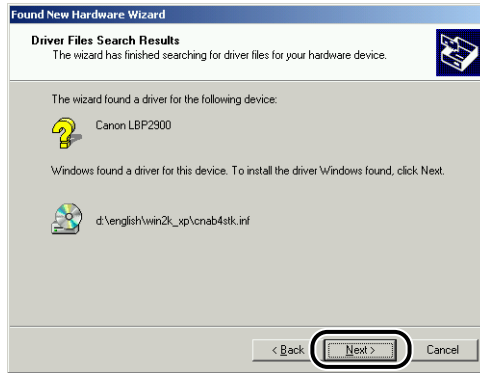 Found New Hardware Wizard
Driver Files Search Results
The wizard has finished searching for driver files for your hardware device.
The wizard found a driver for the following device:
Canon LBP2900
Windows found a driver for this device. To install the driver Windows found, click Next.
d:\english\win2k_xp\cnab4stk.inf
< Back Next > Cancel